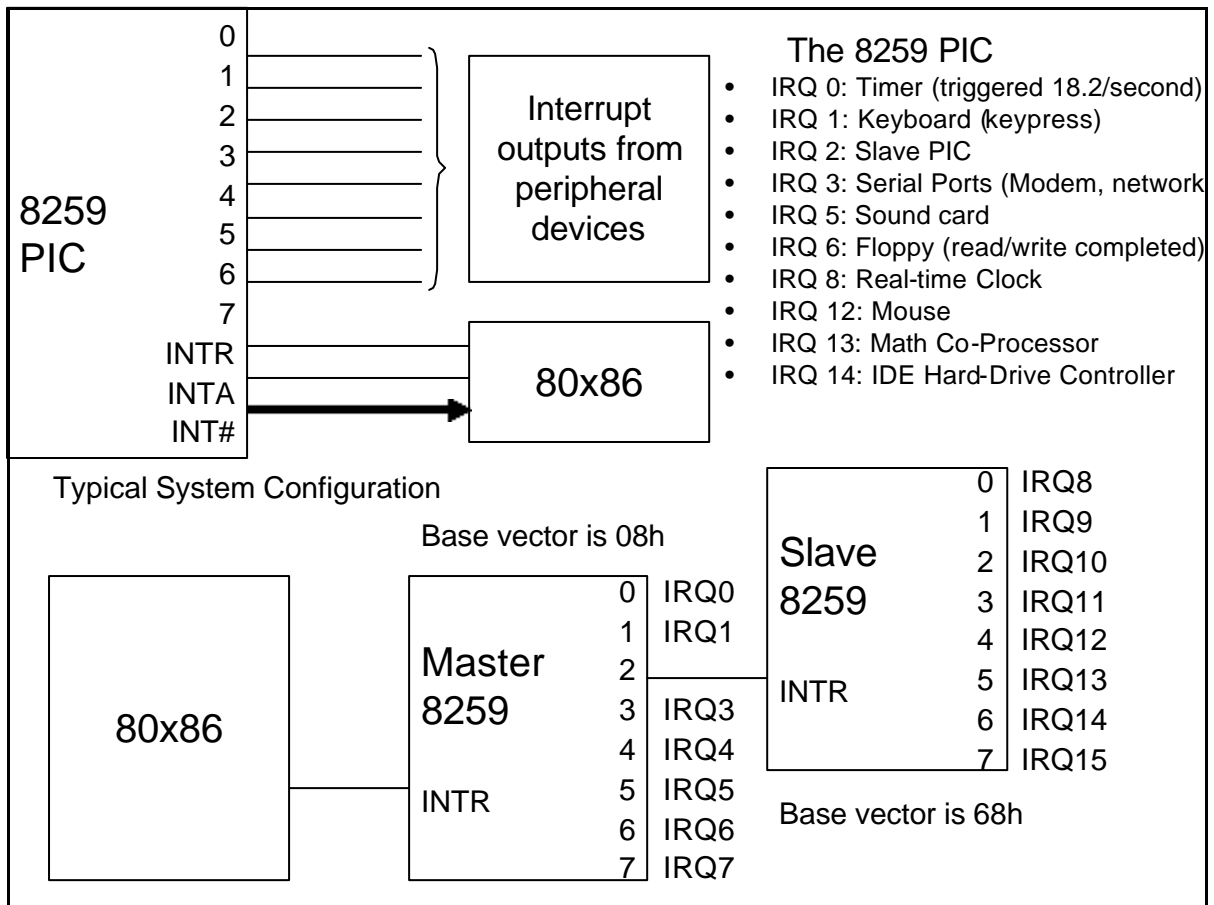 0
1
2
3
4
5
6
7
INTR
INTA
INT#
8259
PIC
Interrupt
outputs from
peripheral
devices
80x86
The 8259 PIC
• IRQ 0: Timer (triggered 18.2/second)
• IRQ 1: Keyboard (keypress)
• IRQ 2: Slave PIC
• IRQ 3: Serial Ports (Modem, network
• IRQ 5: Sound card
• IRQ 6: Floppy (read/write completed)
• IRQ 8: Real-time Clock
• IRQ 12: Mouse
• IRQ 13: Math Co-Processor
• IRQ 14: IDE Hard-Drive Controller
Typical System Configuration
80x86
Base vector is 08h
Master
8259
INTR
0 IRQ0
1 IRQ1
2
3 IRQ3
4 IRQ4
5 IRQ5
6 IRQ6
7 IRQ7
Slave
8259
INTR
0 IRQ8
1 IRQ9
2 IRQ10
3 IRQ11
4 IRQ12
5 IRQ13
6 IRQ14
7 IRQ15
Base vector is 68h